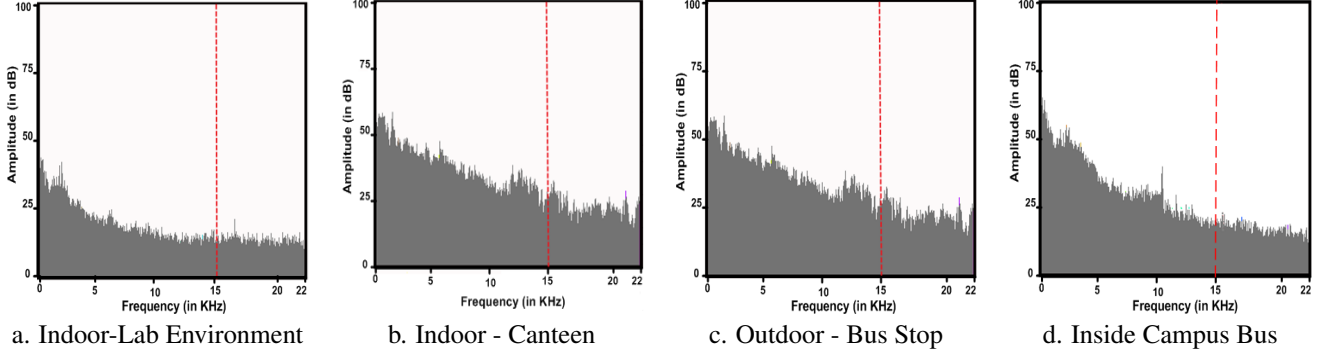 100
75
50
25
0
Amplitude (in dB)
0 5 10 15 20 22
Frequency (in KHz)
a. Indoor-Lab Environment
100
75
50
25
0
Amplitude (in dB)
0 5 10 15 20 22
Frequency (in KHz)
b. Indoor - Canteen
100
75
50
25
0
Amplitude (in dB)
0 5 10 15 20 22
Frequency (in KHz)
c. Outdoor - Bus Stop
100
75
50
25
0
Amplitude (in dB)
0 5 10 15 20 22
Frequency (in KHz)
d. Inside Campus Bus